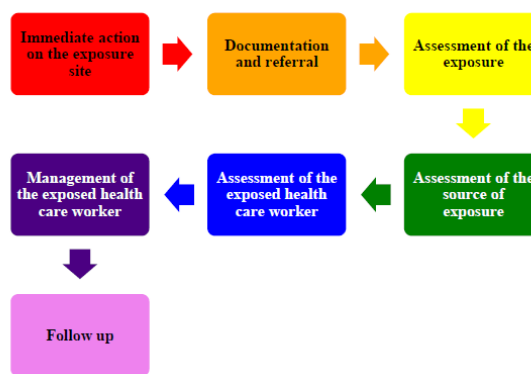 Immediate action
on the exposure
site
Documentation
and referral
Assessment of the
exposure
Assessment of the
source of
exposure
Assessment of the
exposed health
care worker
Management of
the exposed health
care worker
Follow up